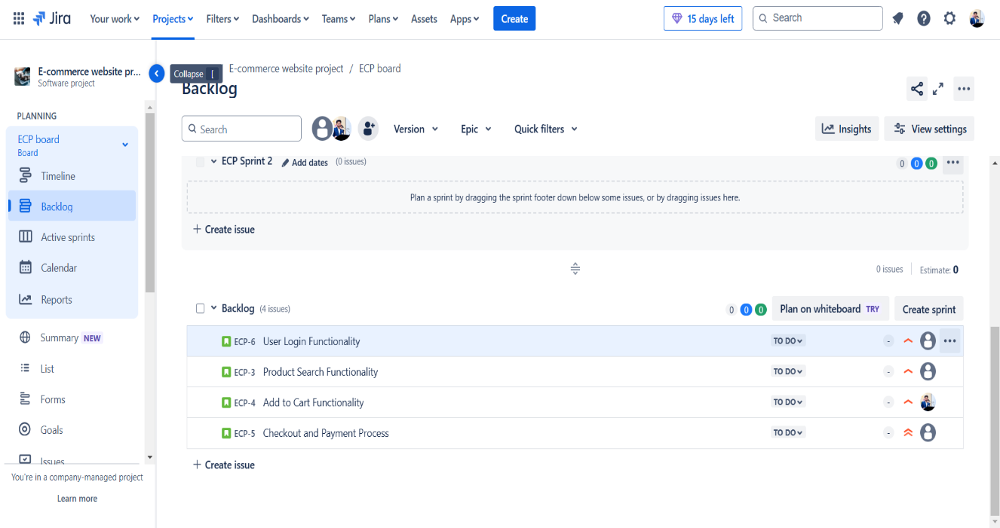 Jira Your work Projects Filters Dashboards Teams Plans Assets Apps Create 15 days left Search
E-commerce website pr...
Software project
Collapse [
E-commerce website project / ECP board
Backlog
PLANNING
ECP board
Board
Timeline
Backlog
Active sprints
Calendar
Reports
Summary NEW
List
Forms
Goals
Issues
You're in a company-managed project
Learn more
Search Version Epic Quick filters Insights View settings
ECP Sprint 2 Add dates (0 issues) 0 0 0
Plan a sprint by dragging the sprint footer down below some issues, or by dragging issues here.
+ Create issue
0 issues Estimate: 0
Backlog (4 issues) 0 0 0 Plan on whiteboard TRY Create sprint
ECP-6 User Login Functionality TO DO -
ECP-3 Product Search Functionality TO DO -
ECP-4 Add to Cart Functionality TO DO -
ECP-5 Checkout and Payment Process TO DO -
+ Create issue